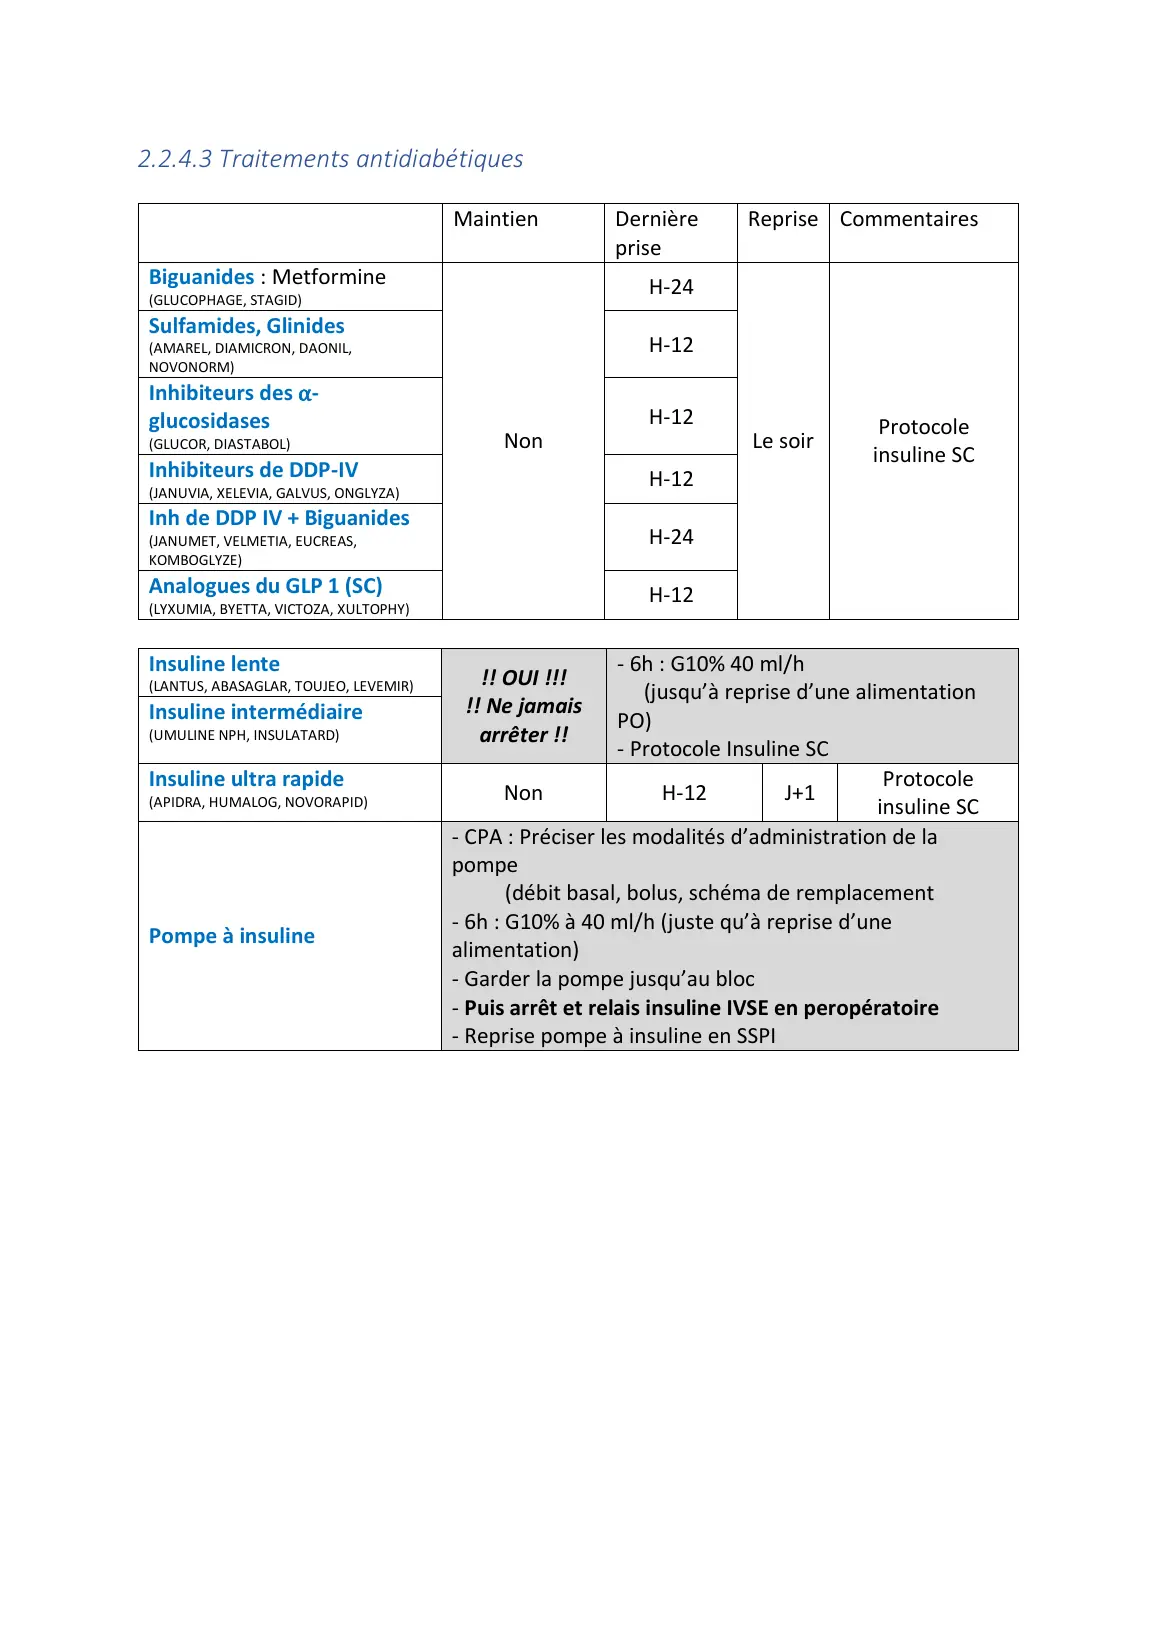 2.2.4.3 Traitements antidiabétiques
Maintien
Dernière
prise
Reprise
Commentaires
Biguanides : Metformine
(GLUCOPHAGE, STAGID)
H-24
Sulfamides, Glinides
(AMAREL, DIAMICRON, DAONIL,
NOVONORM)
H-12
Inhibiteurs des α-
glucosidases
(GLUCOR, DIASTABOL)
H-12
Non
Le soir
Protocole
insuline SC
Inhibiteurs de DDP-IV
(JANUVIA, XELEVIA, GALVUS, ONGLYZA)
H-12
Inh de DDP IV + Biguanides
(JANUMET, VELMETIA, EUCREAS,
KOMBOGLYZE)
H-24
Analogues du GLP 1 (SC)
(LYXUMIA, BYETTA, VICTOZA, XULTOPHY)
H-12
Insuline lente
(LANTUS, ABASAGLAR, TOUJEO, LEVEMIR)
Insuline intermédiaire
(UMULINE NPH, INSULATARD)
!! OUI !!!
!! Ne jamais
arrêter !!
- 6h : G10% 40 ml/h
(jusqu’à reprise d’une alimentation
PO)
- Protocole Insuline SC
Insuline ultra rapide
(APIDRA, HUMALOG, NOVORAPID)
Non
H-12
J+1
Protocole
insuline SC
Pompe à insuline
- CPA : Préciser les modalités d’administration de la
pompe
(débit basal, bolus, schéma de remplacement
- 6h : G10% à 40 ml/h (juste qu’à reprise d’une
alimentation)
- Garder la pompe jusqu’au bloc
- Puis arrêt et relais insuline IVSE en peropératoire
- Reprise pompe à insuline en SSPI